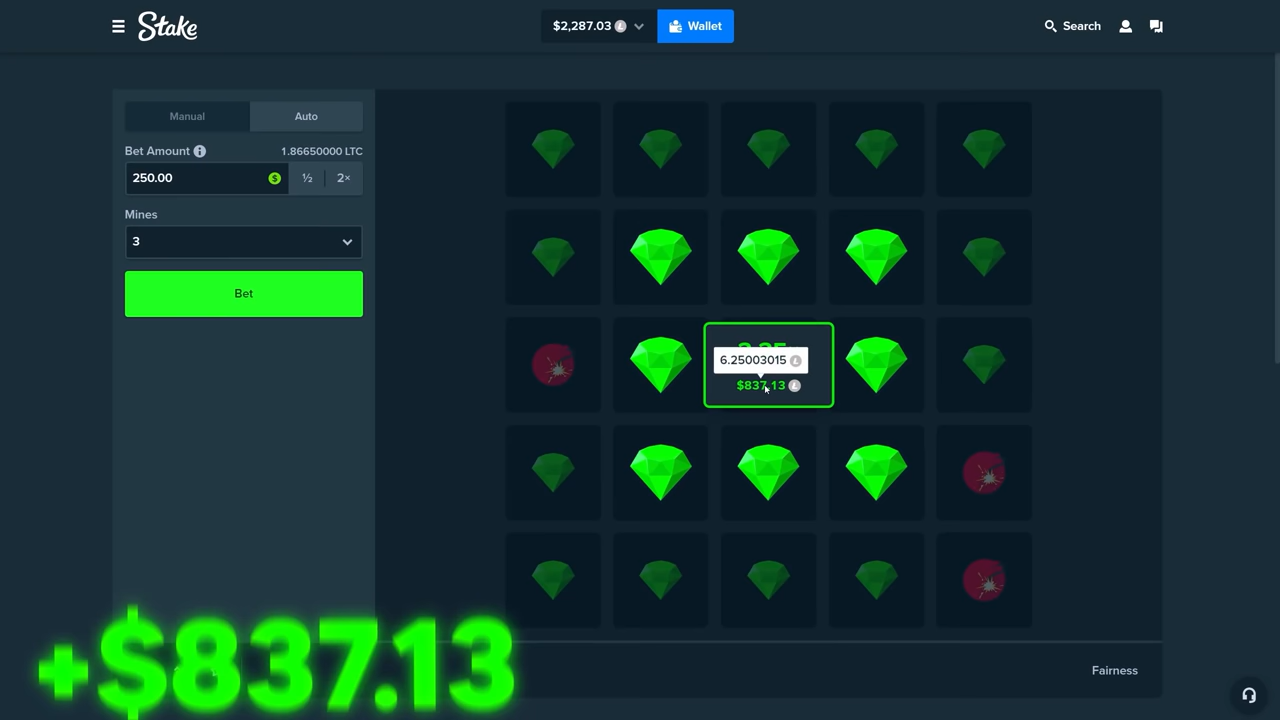 Stake
$2,287.03
Wallet
Search
Manual
Auto
Bet Amount
1.86650000 LTC
250.00
$
½
2×
Mines
3
Bet
6.25003015
$837.13
+$837.13
Fairness